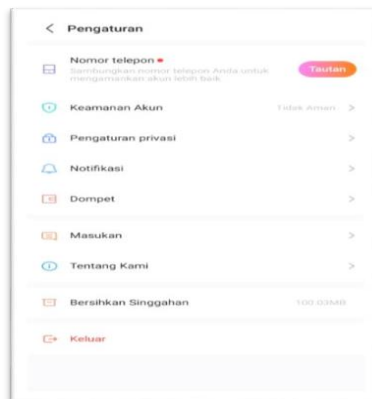 Pengaturan
Nomor telepon
Sambungkan nomor telepon Anda untuk
mengamankan akun lebih baik
Tautan
Keamanan Akun
Tidak Aman
Pengaturan privasi
Notifikasi
Dompet
Masukan
Tentang Kami
Bersihkan Singgahan
100.03MB
Keluar